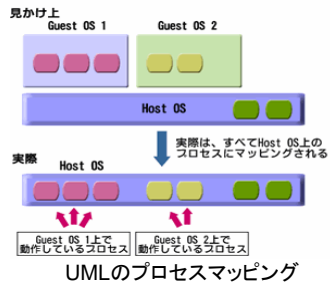 見かけ上
Guest OS 1
Guest OS 2
Host OS
実際は、すべてHost OS上の
プロセスにマッピングされる
実際
Host OS
Guest OS 1上で
動作しているプロセス
Guest OS 2上で
動作しているプロセス
UMLのプロセスマッピング